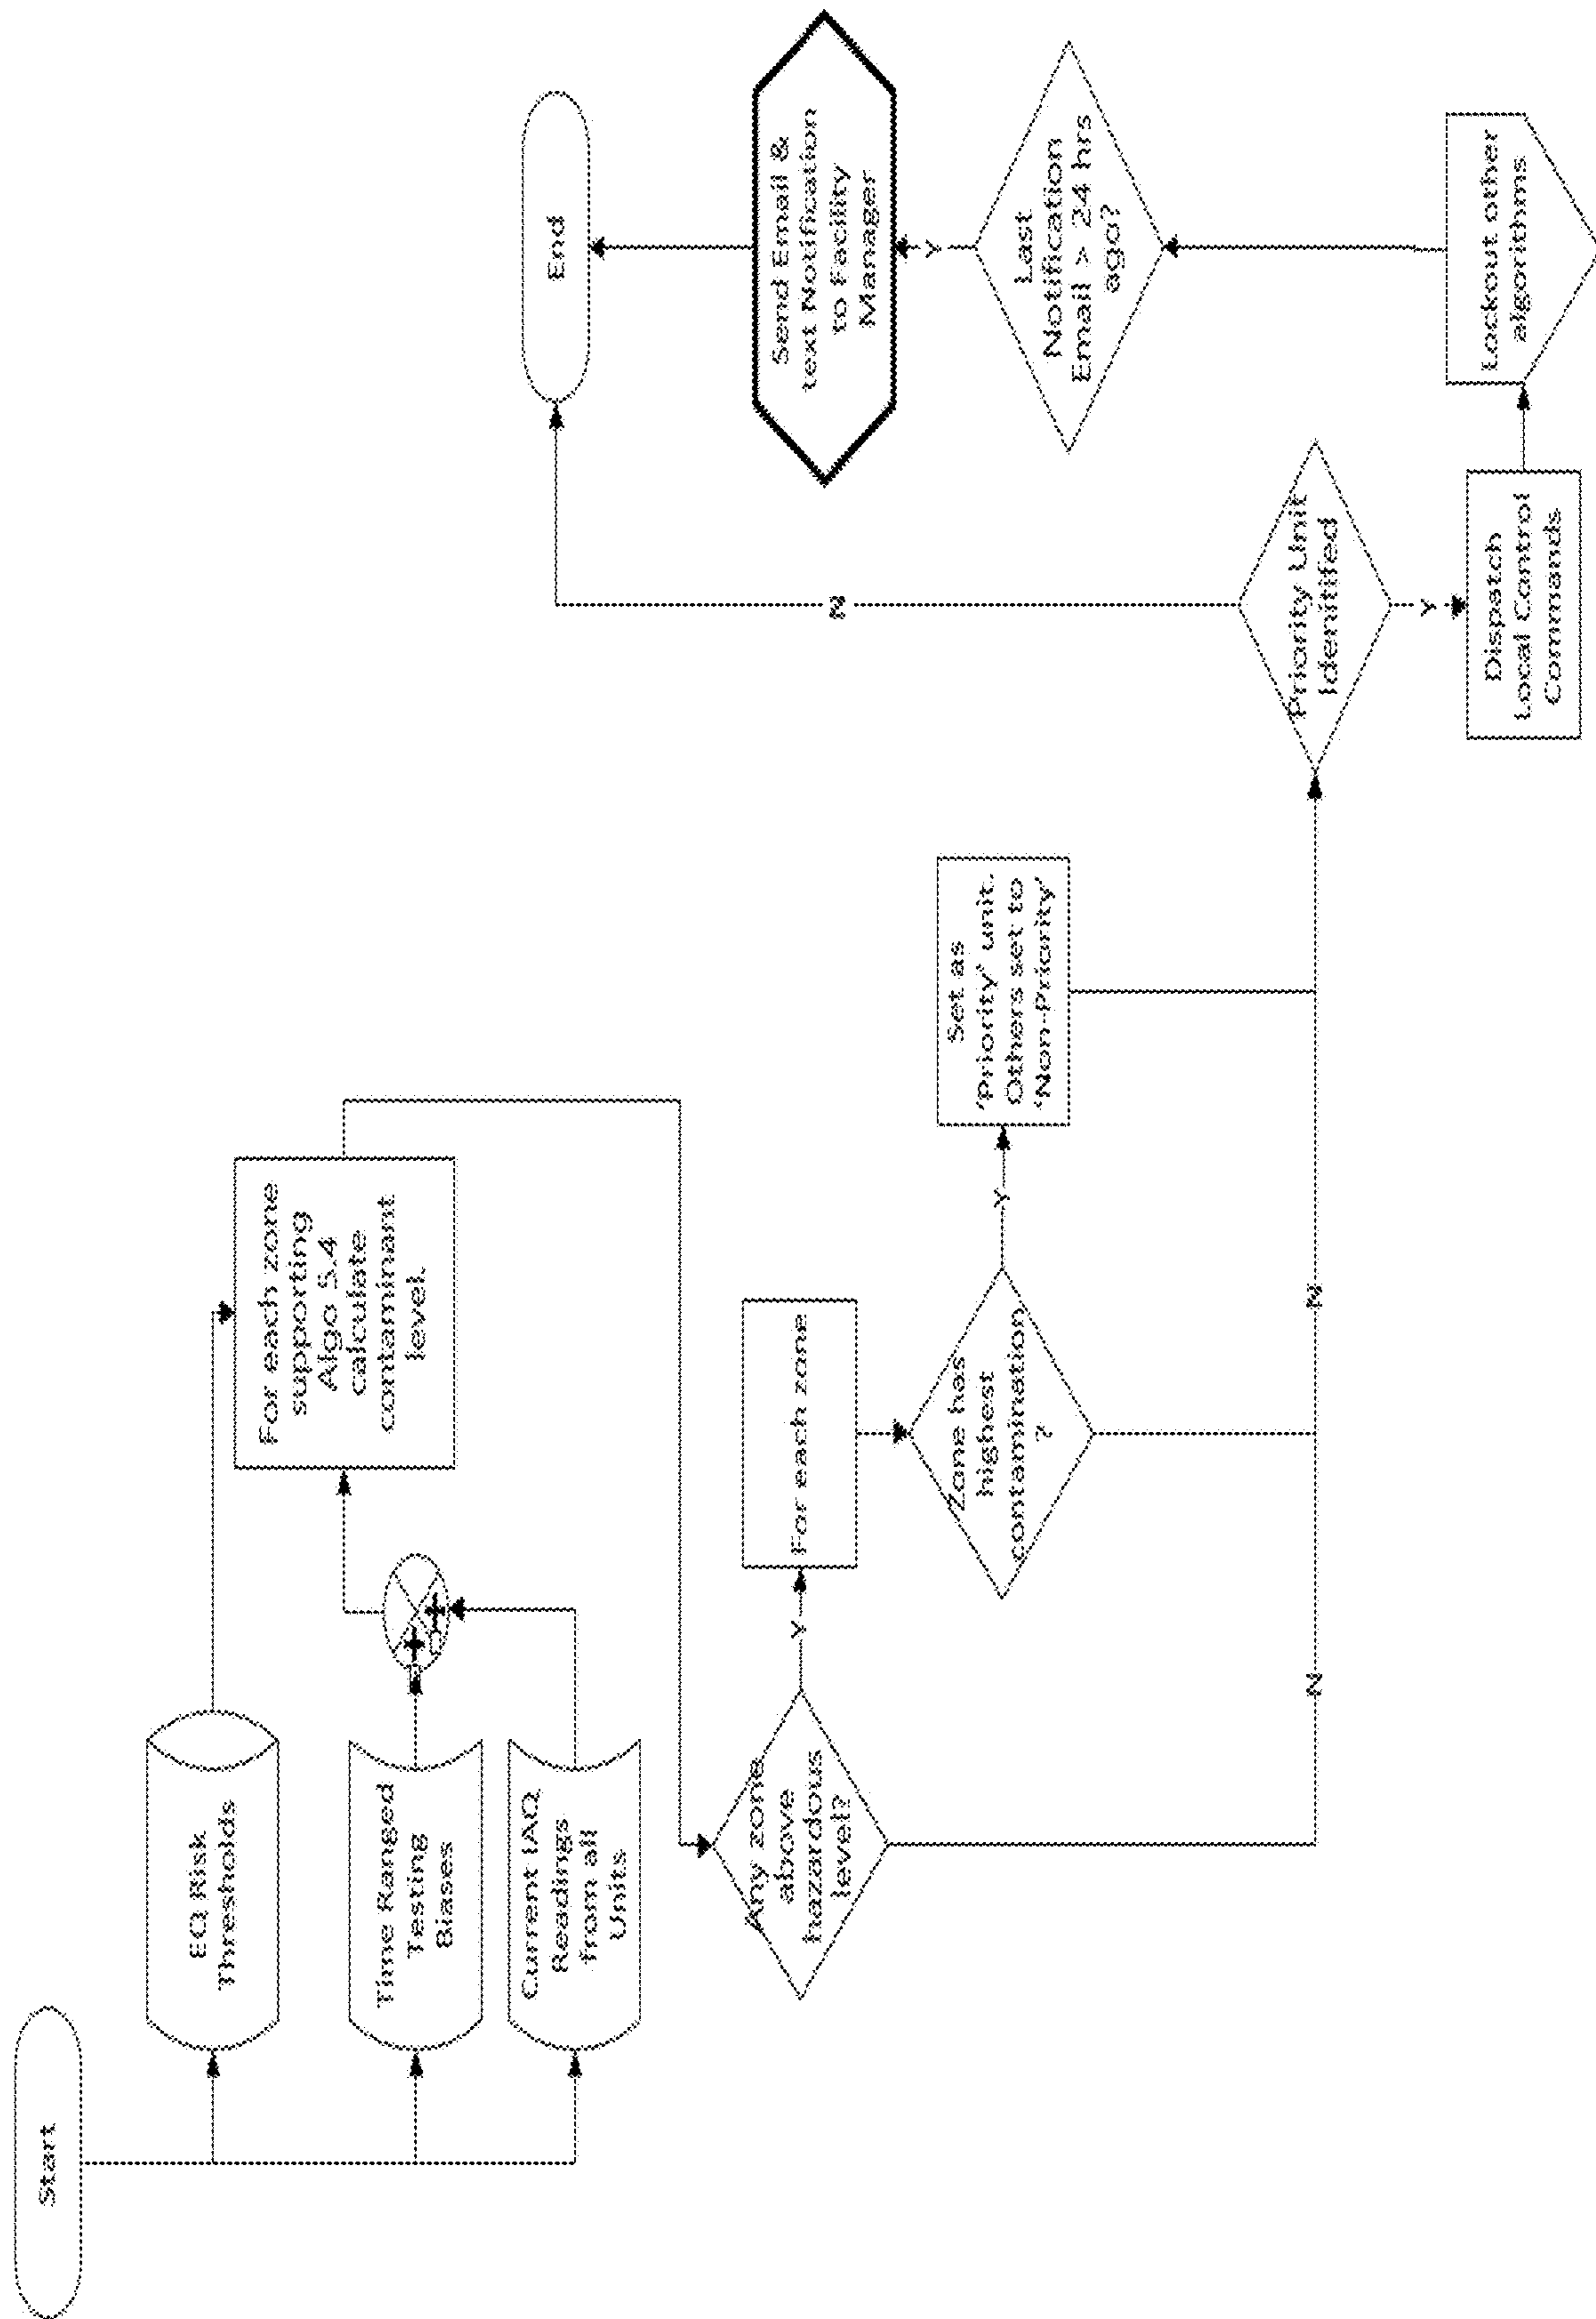 Start
EQ Risk
Thresholds
Time Ranged
Testing
Biases
Current IAQ
Readings
from all
Units
For each zone
supporting
Algo 5.4
calculate
contaminant
level.
Any zone
above
hazardous
level?
Y
N
For each zone
Zone has
highest
contamination
?
Y
N
Set as
'Priority' unit.
Others set to
'Non-Priority'
Priority Unit
Idenitifed
N
Y
Dispatch
Local Control
Commands
Lockout other
algorithms
Last
Notification
Email > 24 hrs
ago?
Y
Send Email &
text Notification
to Facility
Manager
End